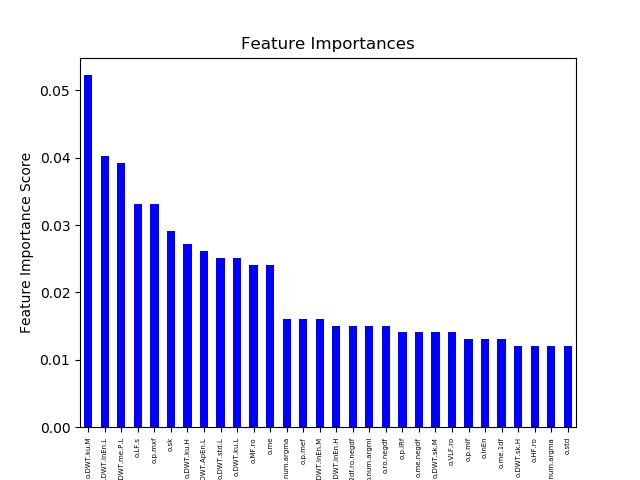 Feature Importances
Feature Importance Score
0.05
0.04
0.03
0.02
0.01
0.00
o.DWT.ku.M
.DWT.lnEn.L
DWT.me.P.L
o.LF.s
o.p.mxf
o.sk
o.DWT.ku.H
DWT.ApEn.L
o.DWT.std.L
o.DWT.ku.L
o.MF.ro
o.me
num.argma
o.p.mef
DWT.lnEn.M
DWT.lnEn.H
2df.ro.negdf
.num.argmi
o.ro.negdf
o.p.lRf
o.me.negdf
o.DWT.sk.M
o.VLF.ro
o.p.mif
o.lnEn
o.me.1df
o.DWT.sk.H
o.HF.ro
num.argma
o.std